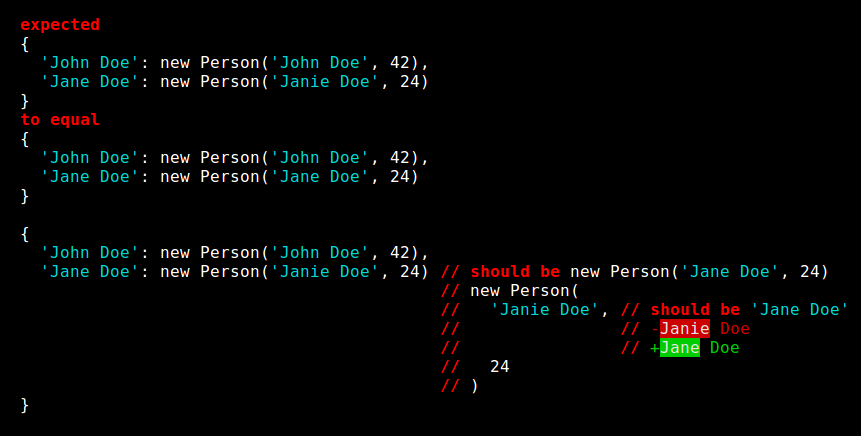 expected
{
  'John Doe': new Person('John Doe', 42),
  'Jane Doe': new Person('Janie Doe', 24)
}
to equal
{
  'John Doe': new Person('John Doe', 42),
  'Jane Doe': new Person('Jane Doe', 24)
}

{
  'John Doe': new Person('John Doe', 42),
  'Jane Doe': new Person('Janie Doe', 24) // should be new Person('Jane Doe', 24)
                                          // new Person(
                                          //   'Janie Doe', // should be 'Jane Doe'
                                          //                // -Janie Doe
                                          //                // +Jane Doe
                                          //   24
                                          // )
}